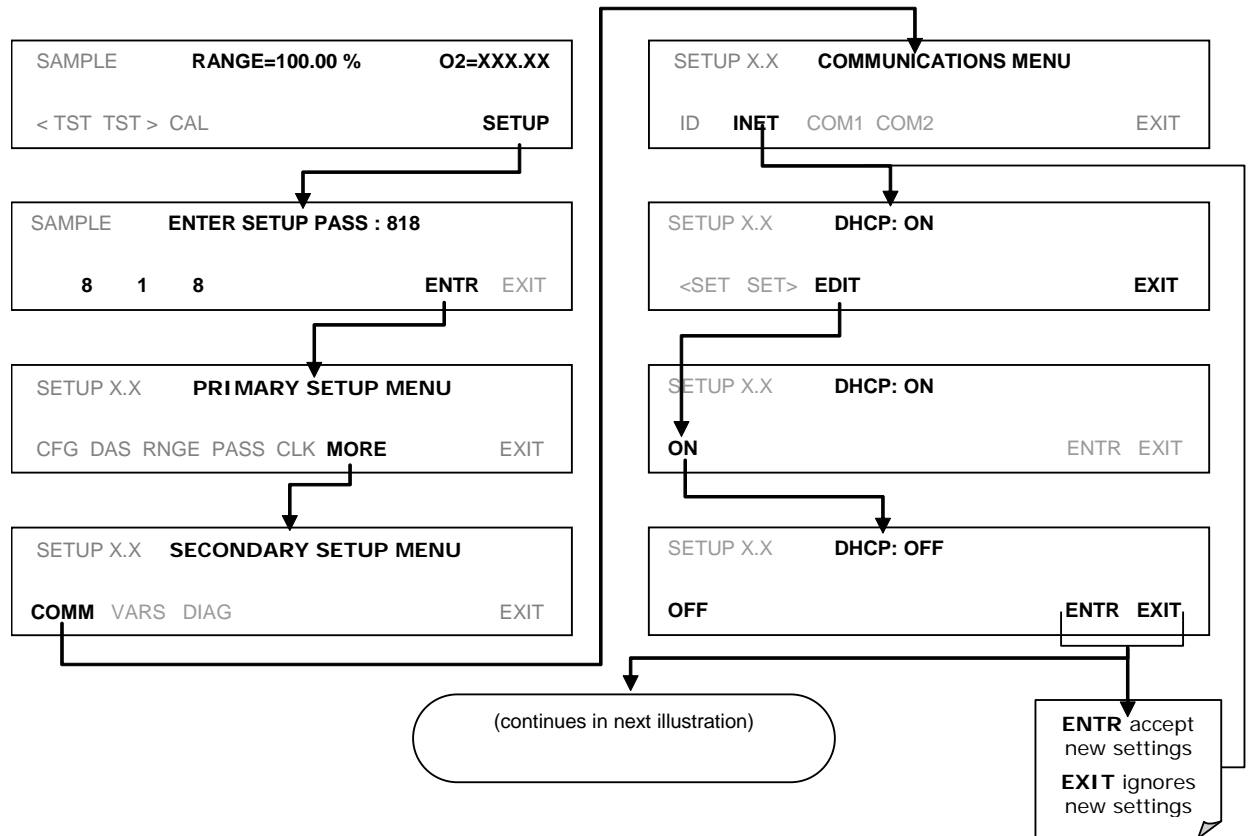 SAMPLE RANGE=100.00 % O2=XXX.XX
< TST TST > CAL SETUP
SAMPLE ENTER SETUP PASS : 818
8 1 8 ENTR EXIT
SETUP X.X PRIMARY SETUP MENU
CFG DAS RNGE PASS CLK MORE EXIT
SETUP X.X SECONDARY SETUP MENU
COMM VARS DIAG EXIT
SETUP X.X COMMUNICATIONS MENU
ID INET COM1 COM2 EXIT
SETUP X.X DHCP: ON
<SET SET> EDIT EXIT
SETUP X.X DHCP: ON
ON ENTR EXIT
SETUP X.X DHCP: OFF
OFF ENTR EXIT
(continues in next illustration)
ENTR accept
new settings
EXIT ignores
new settings